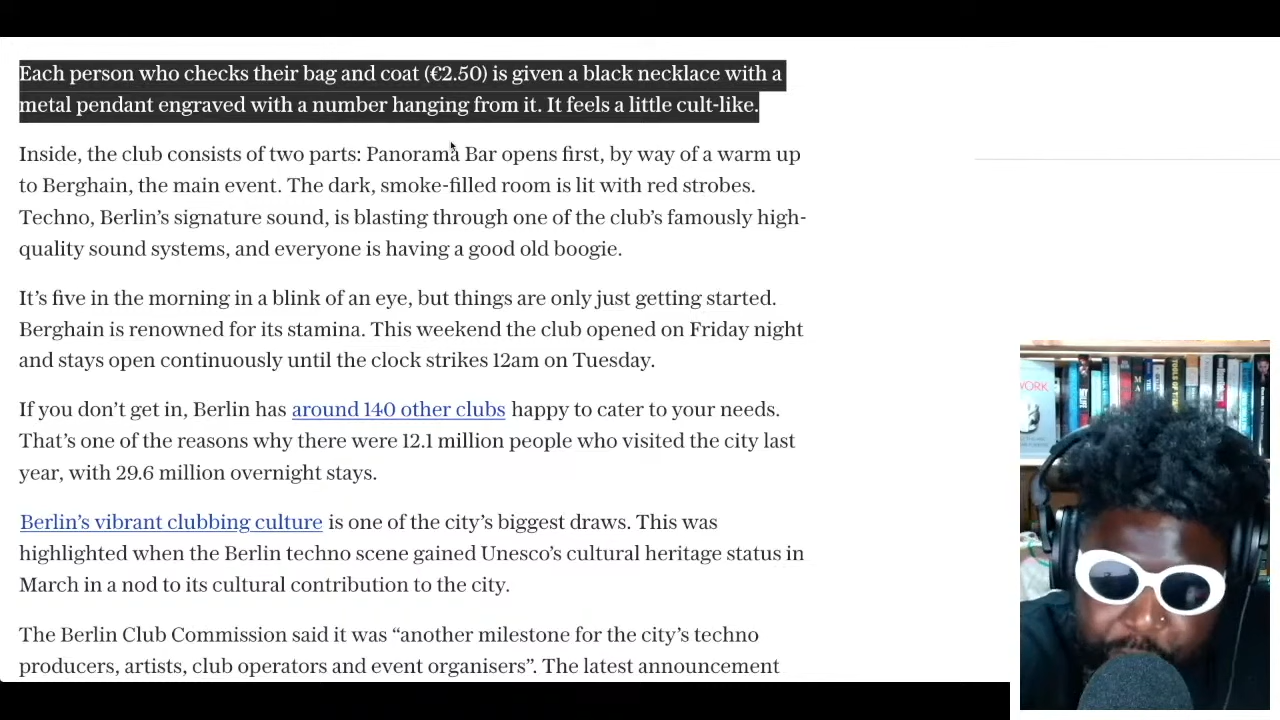 Each person who checks their bag and coat (€2.50) is given a black necklace with a
metal pendant engraved with a number hanging from it. It feels a little cult-like.
Inside, the club consists of two parts: Panorama Bar opens first, by way of a warm up
to Berghain, the main event. The dark, smoke-filled room is lit with red strobes.
Techno, Berlin’s signature sound, is blasting through one of the club’s famously high-
quality sound systems, and everyone is having a good old boogie.
It’s five in the morning in a blink of an eye, but things are only just getting started.
Berghain is renowned for its stamina. This weekend the club opened on Friday night
and stays open continuously until the clock strikes 12am on Tuesday.
If you don’t get in, Berlin has around 140 other clubs happy to cater to your needs.
That’s one of the reasons why there were 12.1 million people who visited the city last
year, with 29.6 million overnight stays.
Berlin’s vibrant clubbing culture is one of the city’s biggest draws. This was
highlighted when the Berlin techno scene gained Unesco’s cultural heritage status in
March in a nod to its cultural contribution to the city.
The Berlin Club Commission said it was “another milestone for the city’s techno
producers, artists, club operators and event organisers”. The latest announcement
WORK